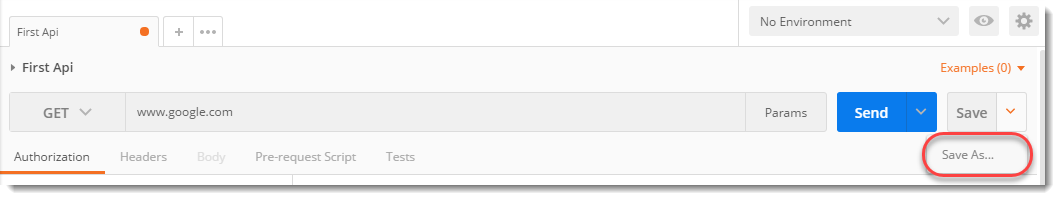 First Api
No Environment
First Api
Examples (0)
GET
www.google.com
Params
Send
Save
Authorization
Headers
Body
Pre-request Script
Tests
Save As...